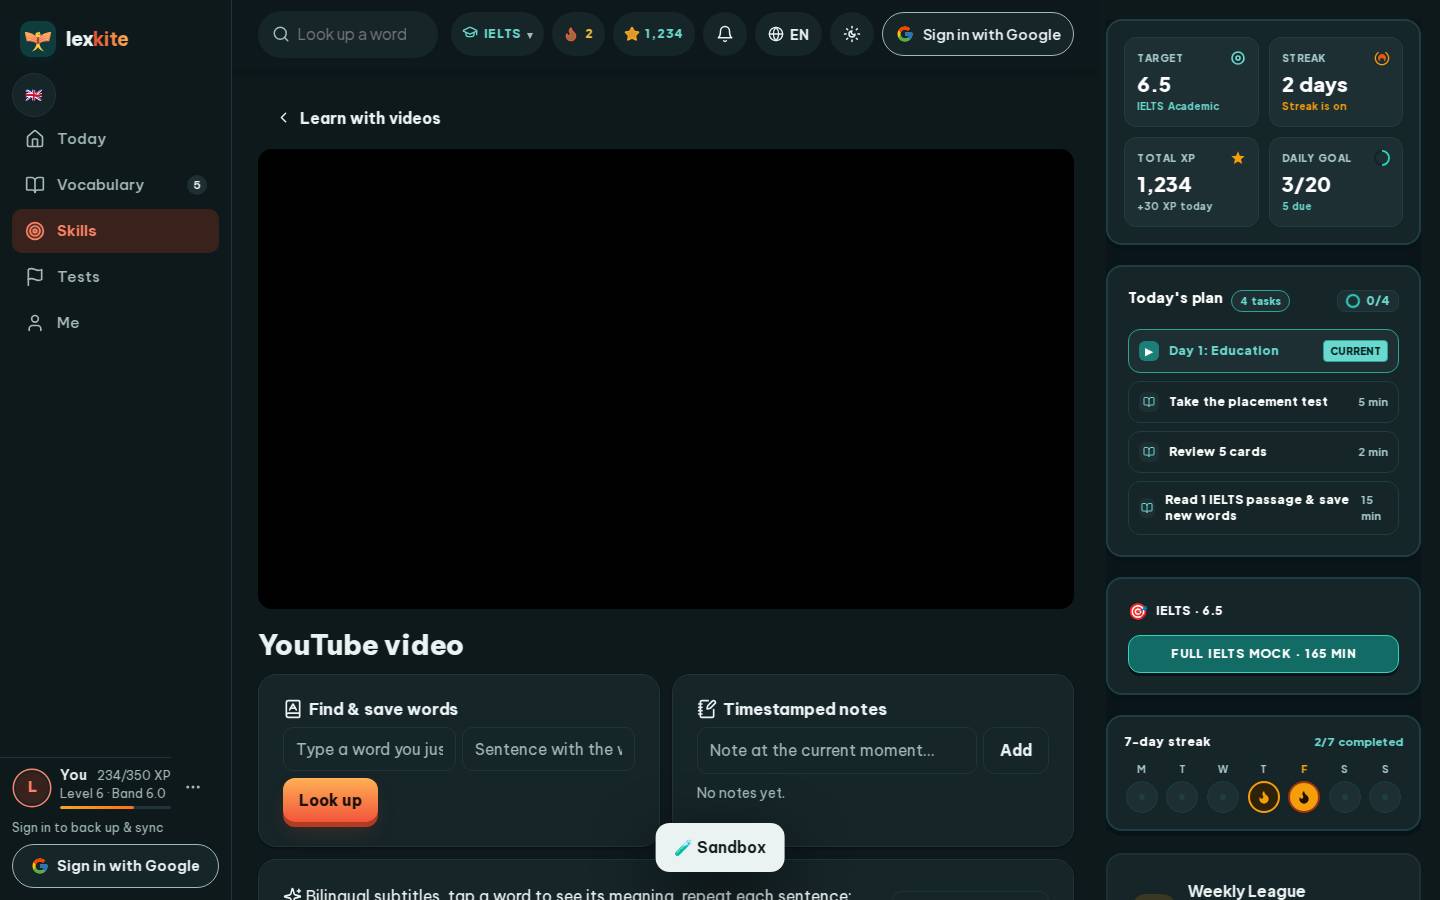 lexkite
Today
Vocabulary 5
Skills
Tests
Me
You 234/350 XP
Level 6 · Band 6.0
L
Sign in to back up & sync
Sign in with Google
Look up a word
IELTS ▾
2
1,234
EN
Sign in with Google
Learn with videos
YouTube video
Find & save words
Type a word you jus
Sentence with the
Look up
Timestamped notes
Note at the current moment...
Add
No notes yet.
🧪 Sandbox
Bilingual subtitles, tap a word to see its meaning, repeat each sentence:
TARGET
6.5
IELTS Academic
STREAK
2 days
Streak is on
TOTAL XP
1,234
+30 XP today
DAILY GOAL
3/20
5 due
Today's plan
4 tasks
0/4
Day 1: Education
CURRENT
Take the placement test
5 min
Review 5 cards
2 min
Read 1 IELTS passage & save
new words
15
min
🎯 IELTS · 6.5
FULL IELTS MOCK · 165 MIN
7-day streak
2/7 completed
M T W T F S S
Weekly League